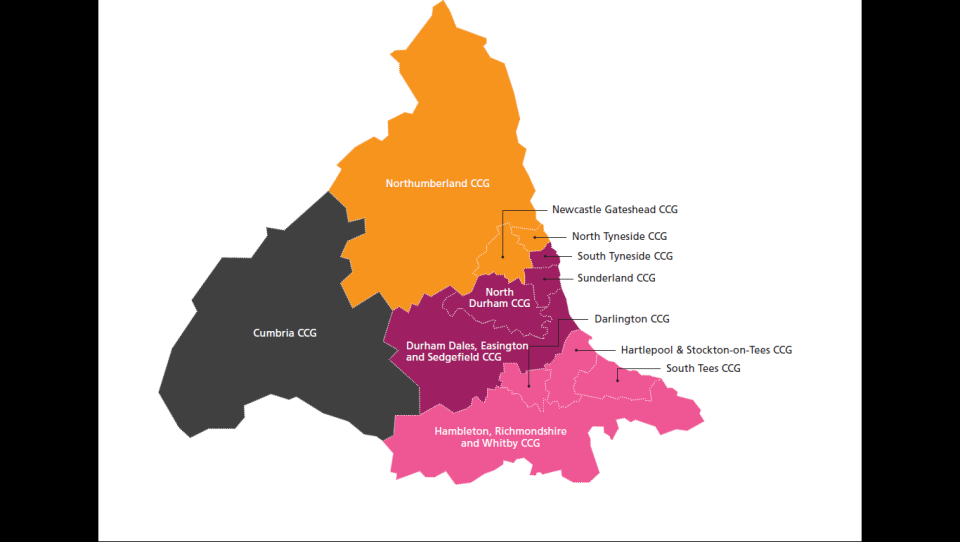 Northumberland CCG
Newcastle Gateshead CCG
North Tyneside CCG
South Tyneside CCG
Sunderland CCG
North
Durham CCG
Darlington CCG
Cumbria CCG
Durham Dales, Easington
and Sedgefield CCG
Hartlepool & Stockton-on-Tees CCG
South Tees CCG
Hambleton, Richmondshire
and Whitby CCG